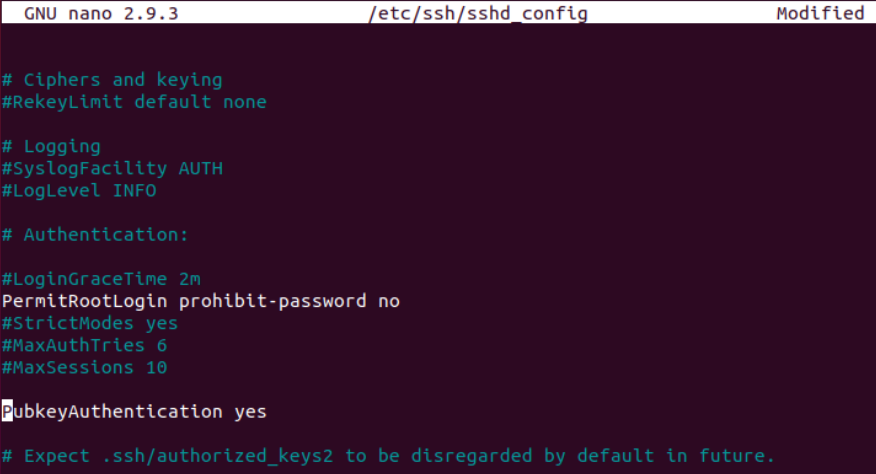 GNU nano 2.9.3 /etc/ssh/sshd_config Modified
# Ciphers and keying
#RekeyLimit default none
# Logging
#SyslogFacility AUTH
#LogLevel INFO
# Authentication:
#LoginGraceTime 2m
PermitRootLogin prohibit-password no
#StrictModes yes
#MaxAuthTries 6
#MaxSessions 10
PubkeyAuthentication yes
# Expect .ssh/authorized_keys2 to be disregarded by default in future.